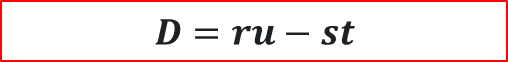 D = ru − st